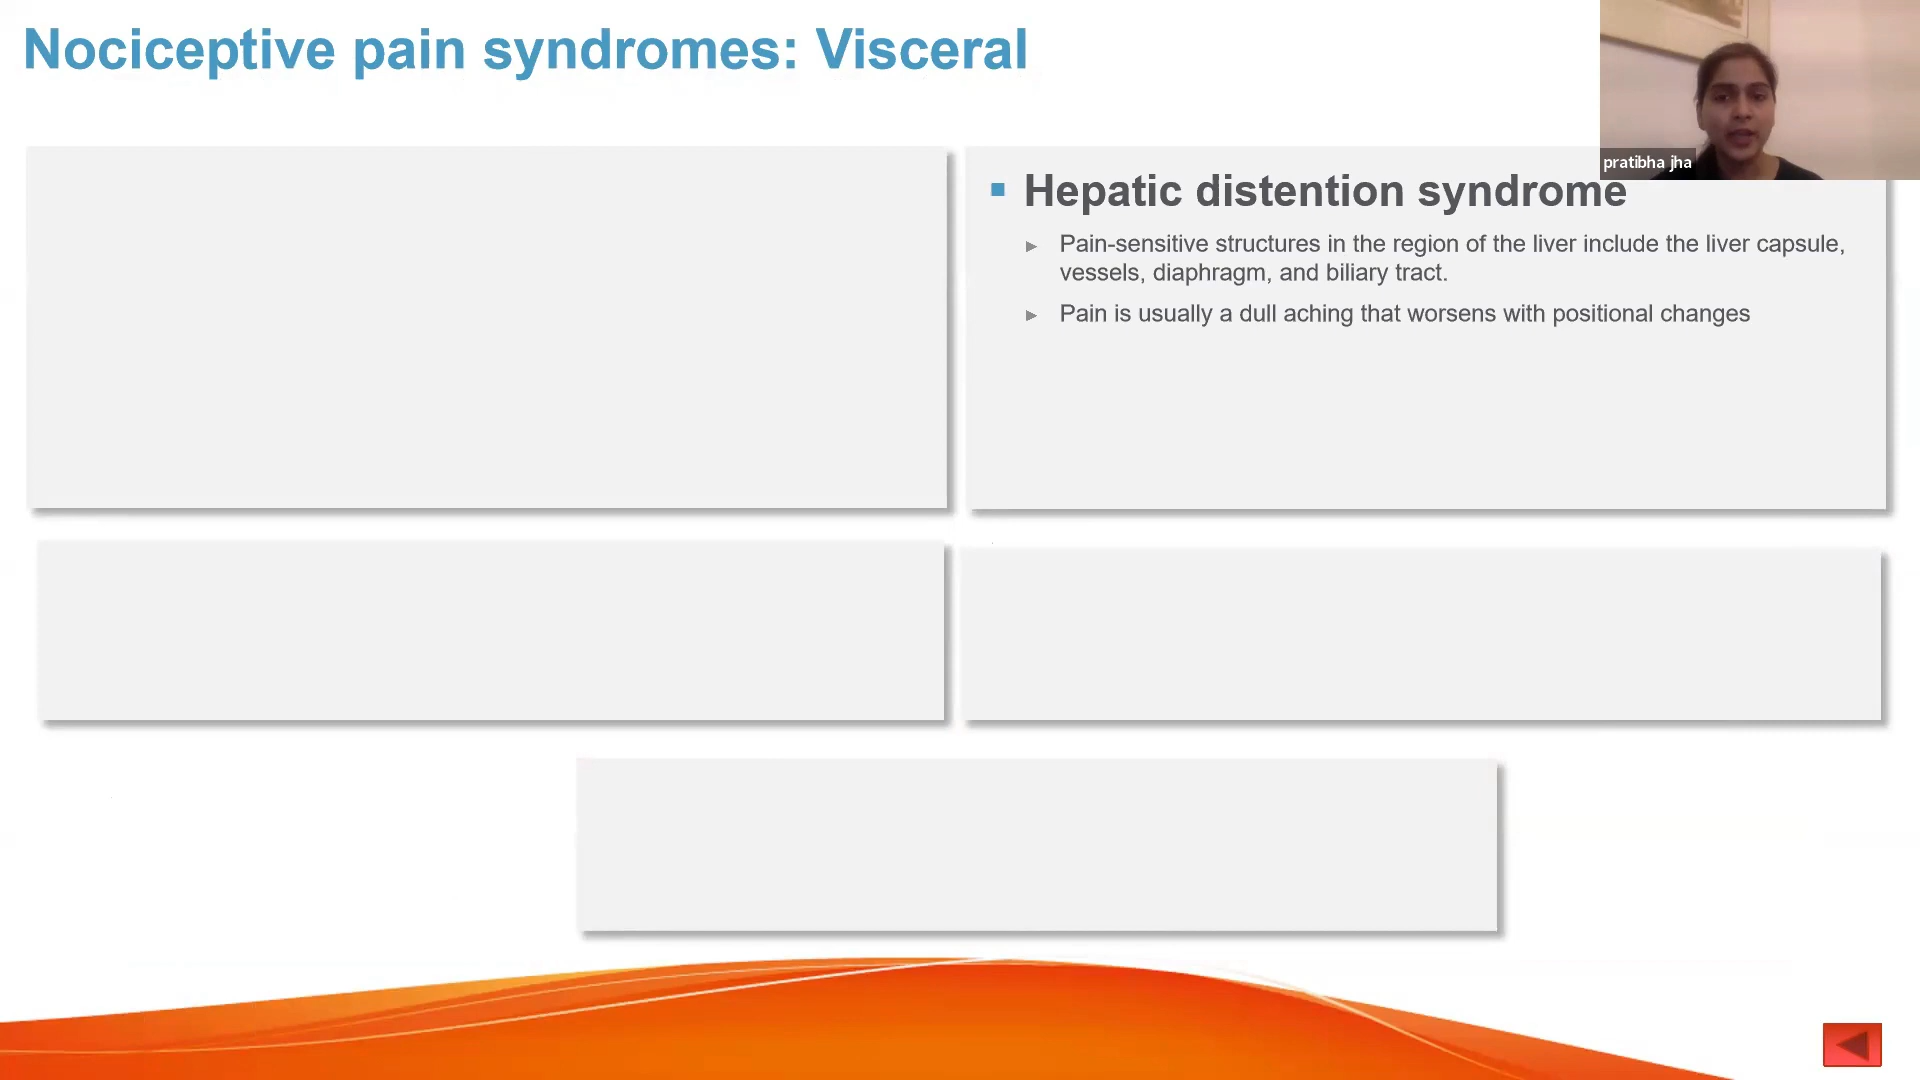 Nociceptive pain syndromes: Visceral
pratibha jha
Hepatic distention syndrome
Pain-sensitive structures in the region of the liver include the liver capsule,
vessels, diaphragm, and biliary tract.
Pain is usually a dull aching that worsens with positional changes